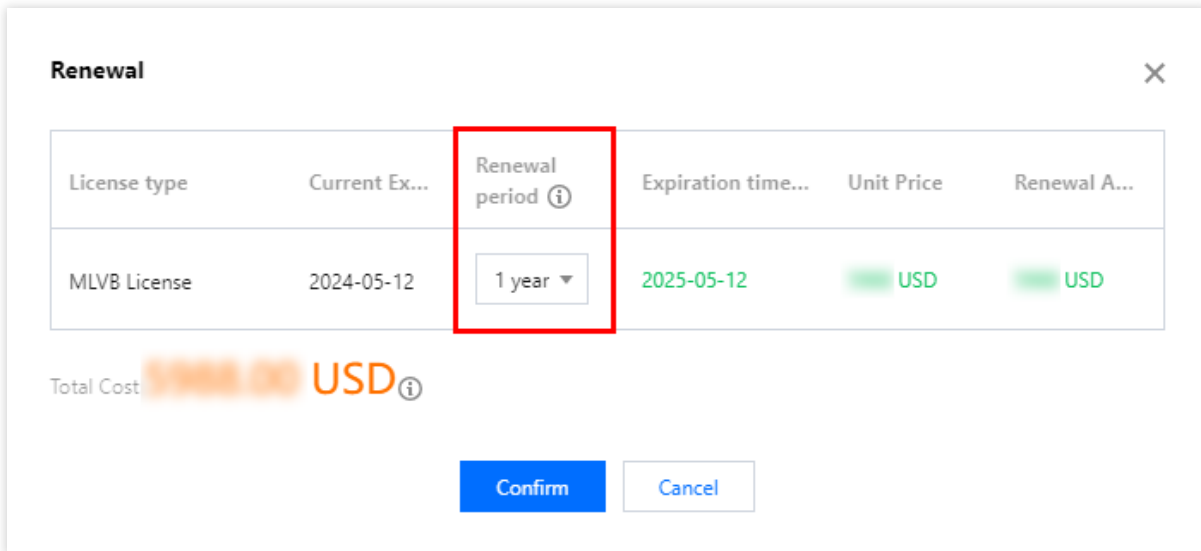 Renewal
License type
Current Ex...
Renewal
period
Expiration time...
Unit Price
Renewal A...
MLVB License
2024-05-12
1 year
2025-05-12
USD
USD
Total Cost
USD
Confirm
Cancel